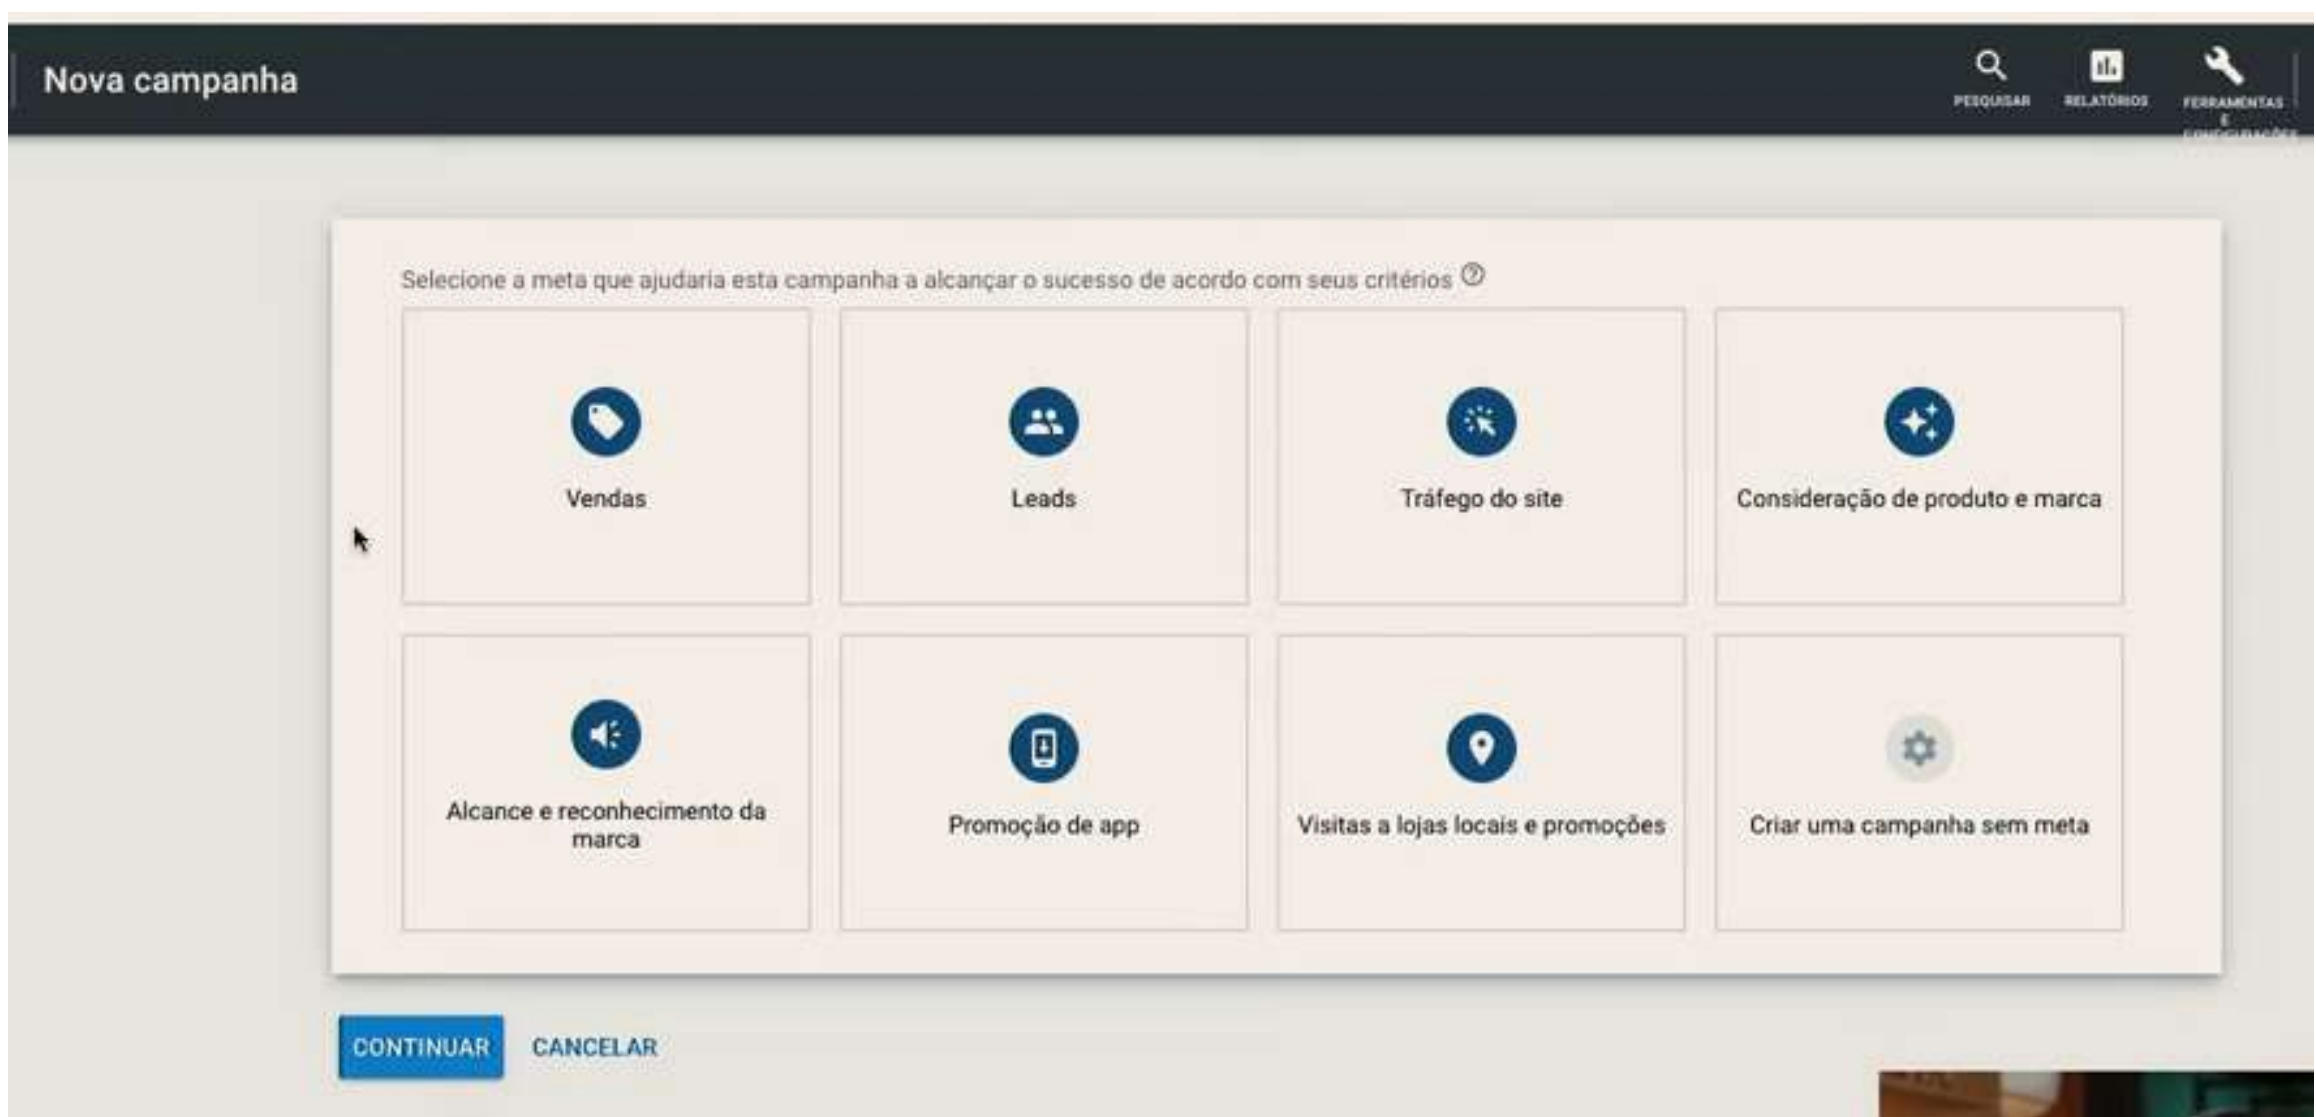 Nova campanha
PESQUISAR
RELATÓRIOS
FERRAMENTAS
E
CONFIGURAÇÕES
Selecione a meta que ajudaria esta campanha a alcançar o sucesso de acordo com seus critérios
Vendas
Leads
Tráfego do site
Consideração de produto e marca
Alcance e reconhecimento da
marca
Promoção de app
Visitas a lojas locais e promoções
Criar uma campanha sem meta
CONTINUAR
CANCELAR